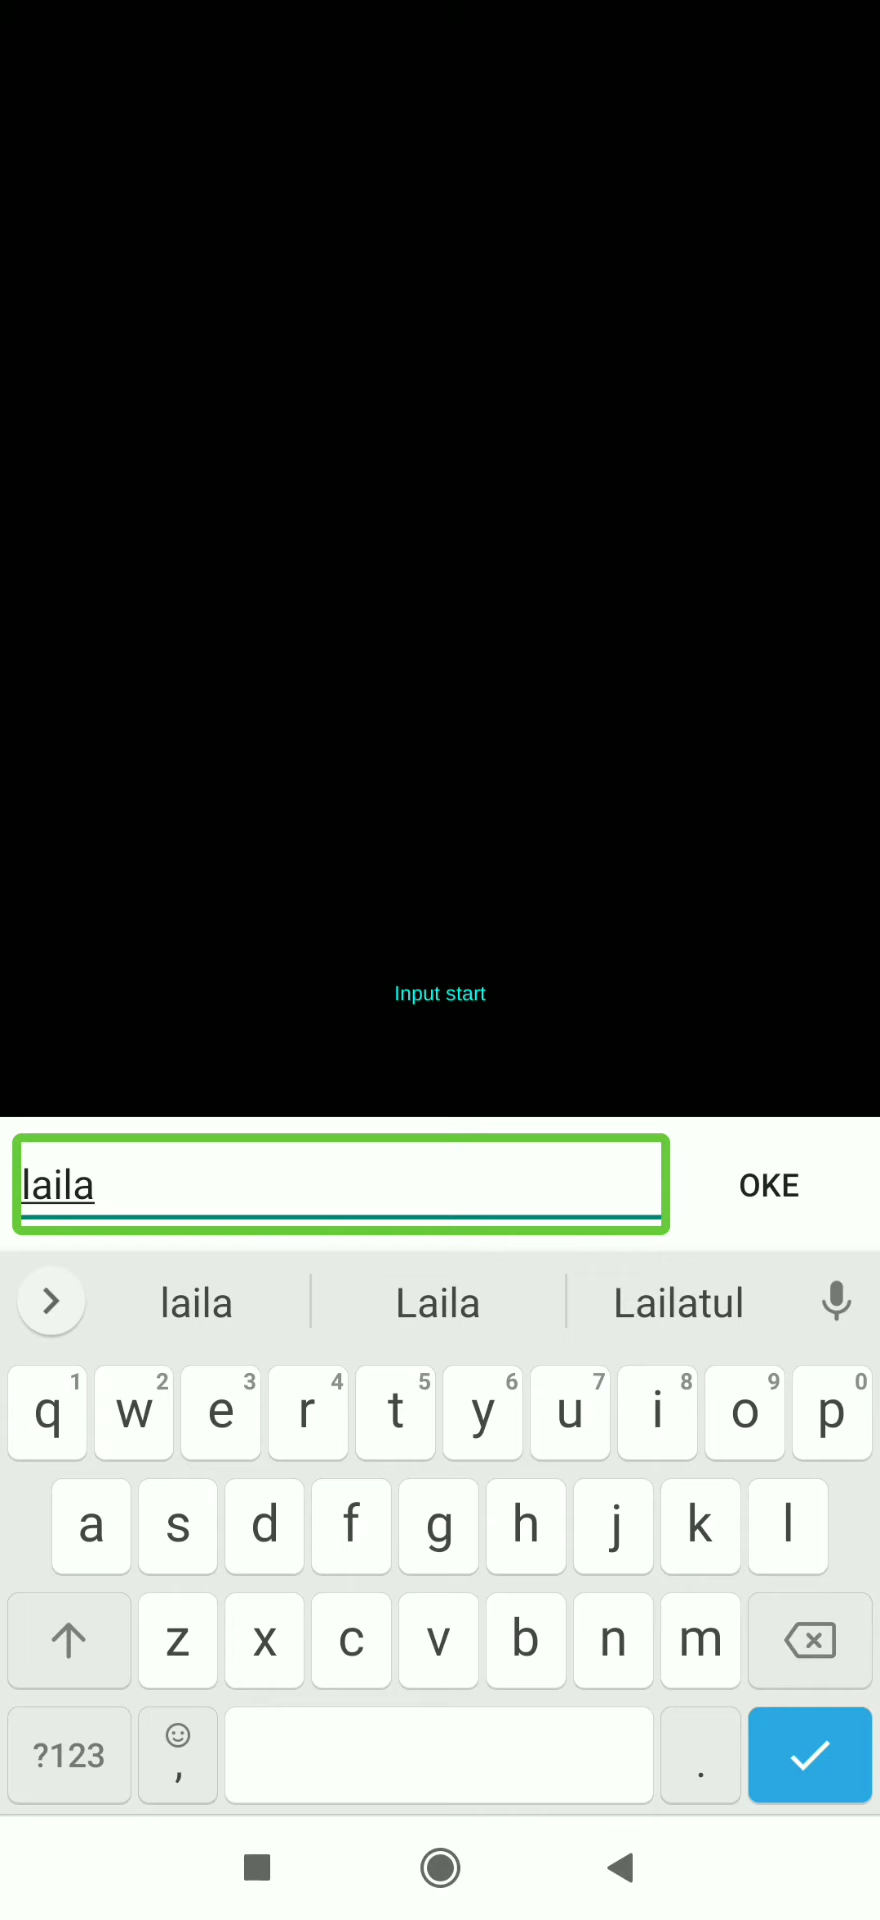 Input start
laila
OKE
laila Laila Lailatul
1 2 3 4 5 6 7 8 9 0
q w e r t y u i o p
a s d f g h j k l
z x c v b n m
?123 , .